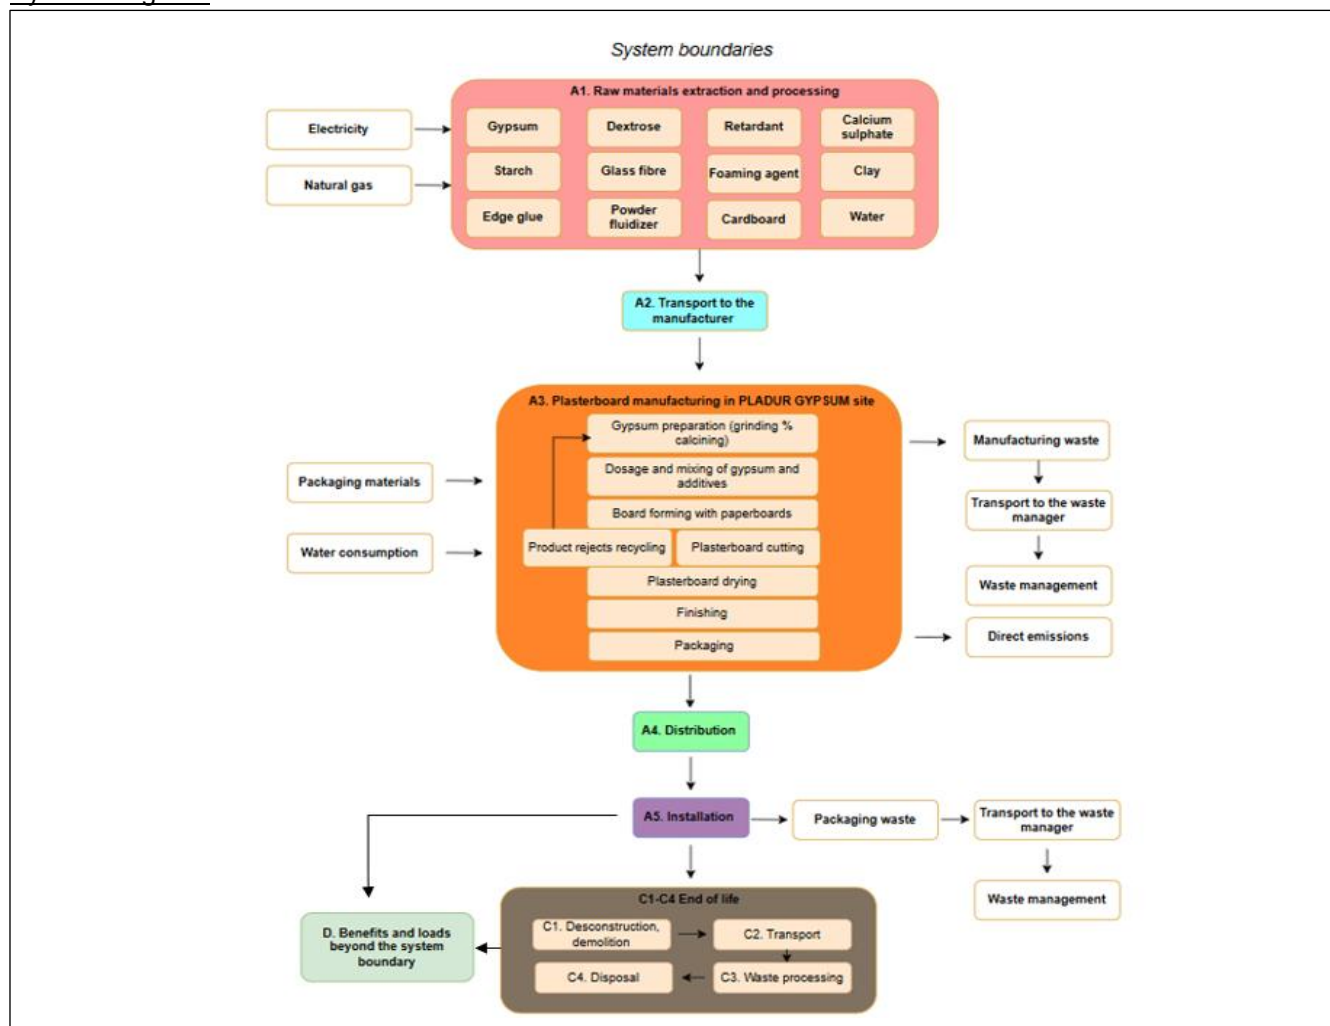 System boundaries
A1. Raw materials extraction and processing
Electricity
Natural gas
Gypsum
Dextrose
Retardant
Calcium
sulphate
Starch
Glass fibre
Foaming agent
Clay
Edge glue
Powder
fluidizer
Cardboard
Water
A2. Transport to the
manufacturer
A3. Plasterboard manufacturing in PLADUR GYPSUM site
Gypsum preparation (grinding %
calcining)
Dosage and mixing of gypsum and
additives
Board forming with paperboards
Product rejects recycling
Plasterboard cutting
Plasterboard drying
Finishing
Packaging
Packaging materials
Water consumption
Manufacturing waste
Transport to the waste
manager
Waste management
Direct emissions
A4. Distribution
A5. Installation
Packaging waste
Transport to the waste
manager
Waste management
C1-C4 End of life
C1. Desconstruction,
demolition
C2. Transport
C4. Disposal
C3. Waste processing
D. Benefits and loads
beyond the system
boundary